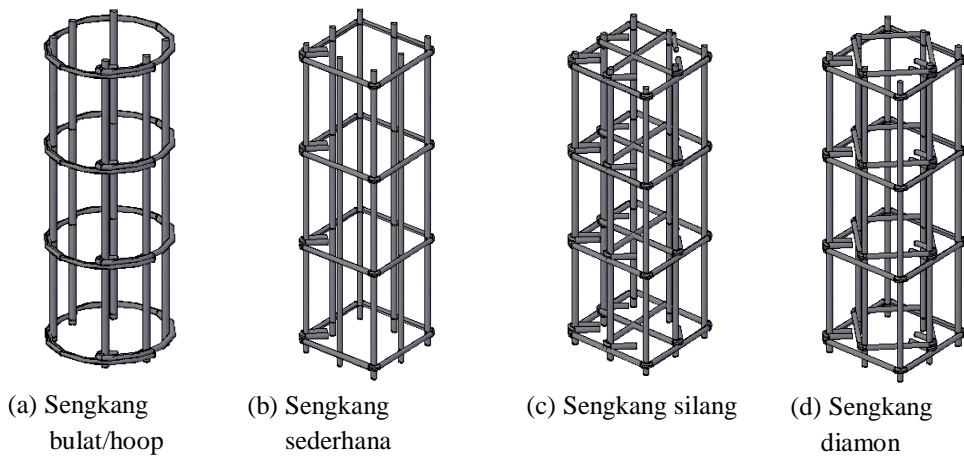 (a) Sengkang
bulat/hoop
(b) Sengkang
sederhana
(c) Sengkang silang
(d) Sengkang
diamon